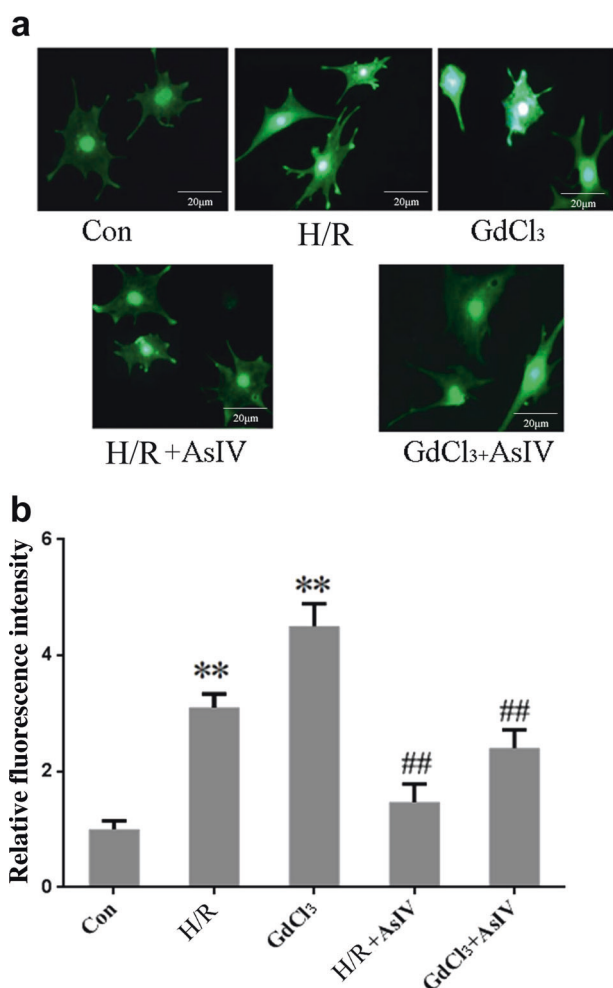 a
20μm
20μm
20μm
Con
H/R
GdCl₃
20μm
20μm
H/R+AsIV
GdCl₃+AsIV
b
Relative fluorescence intensity
6
4
2
0
**
**
##
##
Con
H/R
GdCl₃
H/R+AsIV
GdCl₃+AsIV